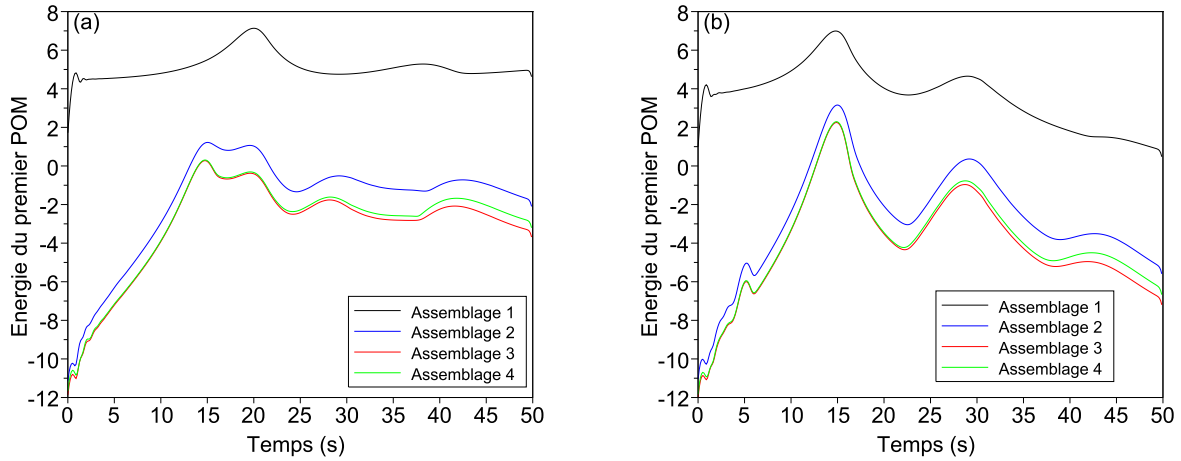 (a)
Energie du premier POM
8
6
4
2
0
-2
-4
-6
-8
-10
-12
0 5 10 15 20 25 30 35 40 45 50
Temps (s)
Assemblage 1
Assemblage 2
Assemblage 3
Assemblage 4
(b)
Energie du premier POM
8
6
4
2
0
-2
-4
-6
-8
-10
-12
0 5 10 15 20 25 30 35 40 45 50
Temps (s)
Assemblage 1
Assemblage 2
Assemblage 3
Assemblage 4